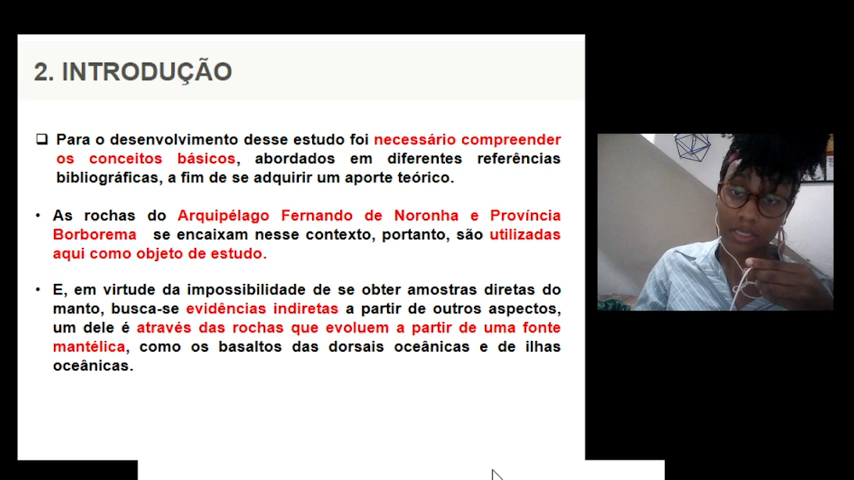 2. INTRODUÇÃO
Para o desenvolvimento desse estudo foi necessário compreender
os conceitos básicos, abordados em diferentes referências
bibliográficas, a fim de se adquirir um aporte teórico.
• As rochas do Arquipélago Fernando de Noronha e Província
Borborema se encaixam nesse contexto, portanto, são utilizadas
aqui como objeto de estudo.
• E, em virtude da impossibilidade de se obter amostras diretas do
manto, busca-se evidências indiretas a partir de outros aspectos,
um dele é através das rochas que evoluem a partir de uma fonte
mantélica, como os basaltos das dorsais oceânicas e de ilhas
oceânicas.